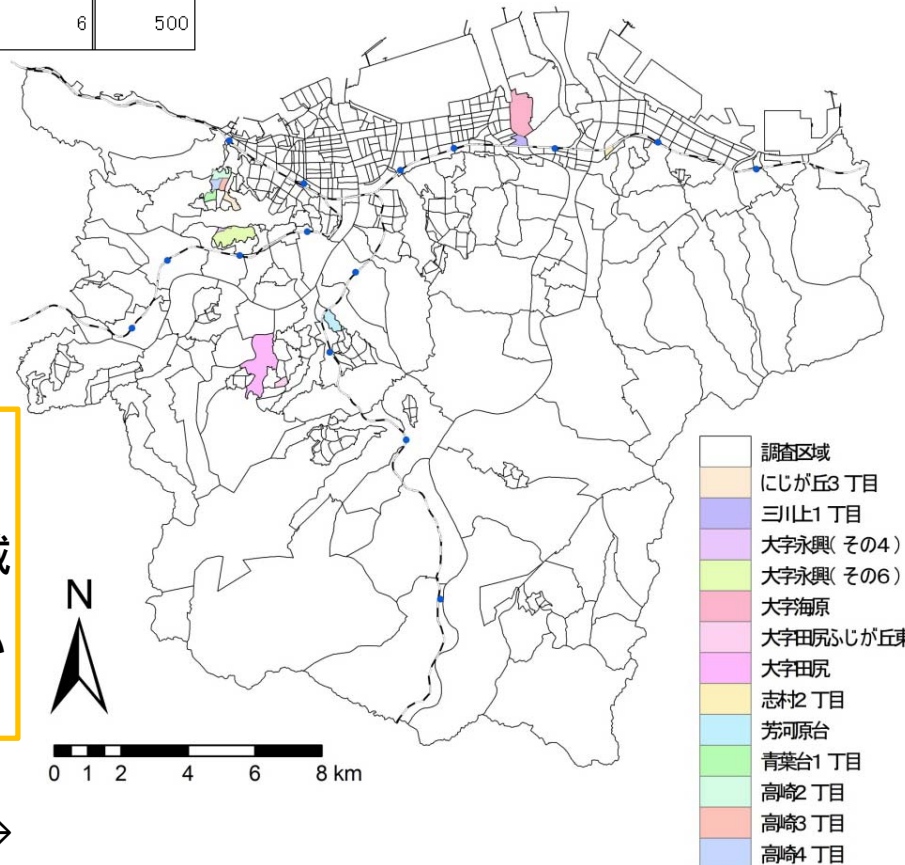 6 500
域
い
N
0 1 2 4 6 8 km
→
調査区域
にじが丘3 丁目
三川上1 丁目
大字永興( その4 )
大字永興( その6 )
大字海原
大字田尻ふじが丘東
大字田尻
志村2 丁目
芳河原台
青葉台1 丁目
高崎2 丁目
高崎3 丁目
高崎4 丁目